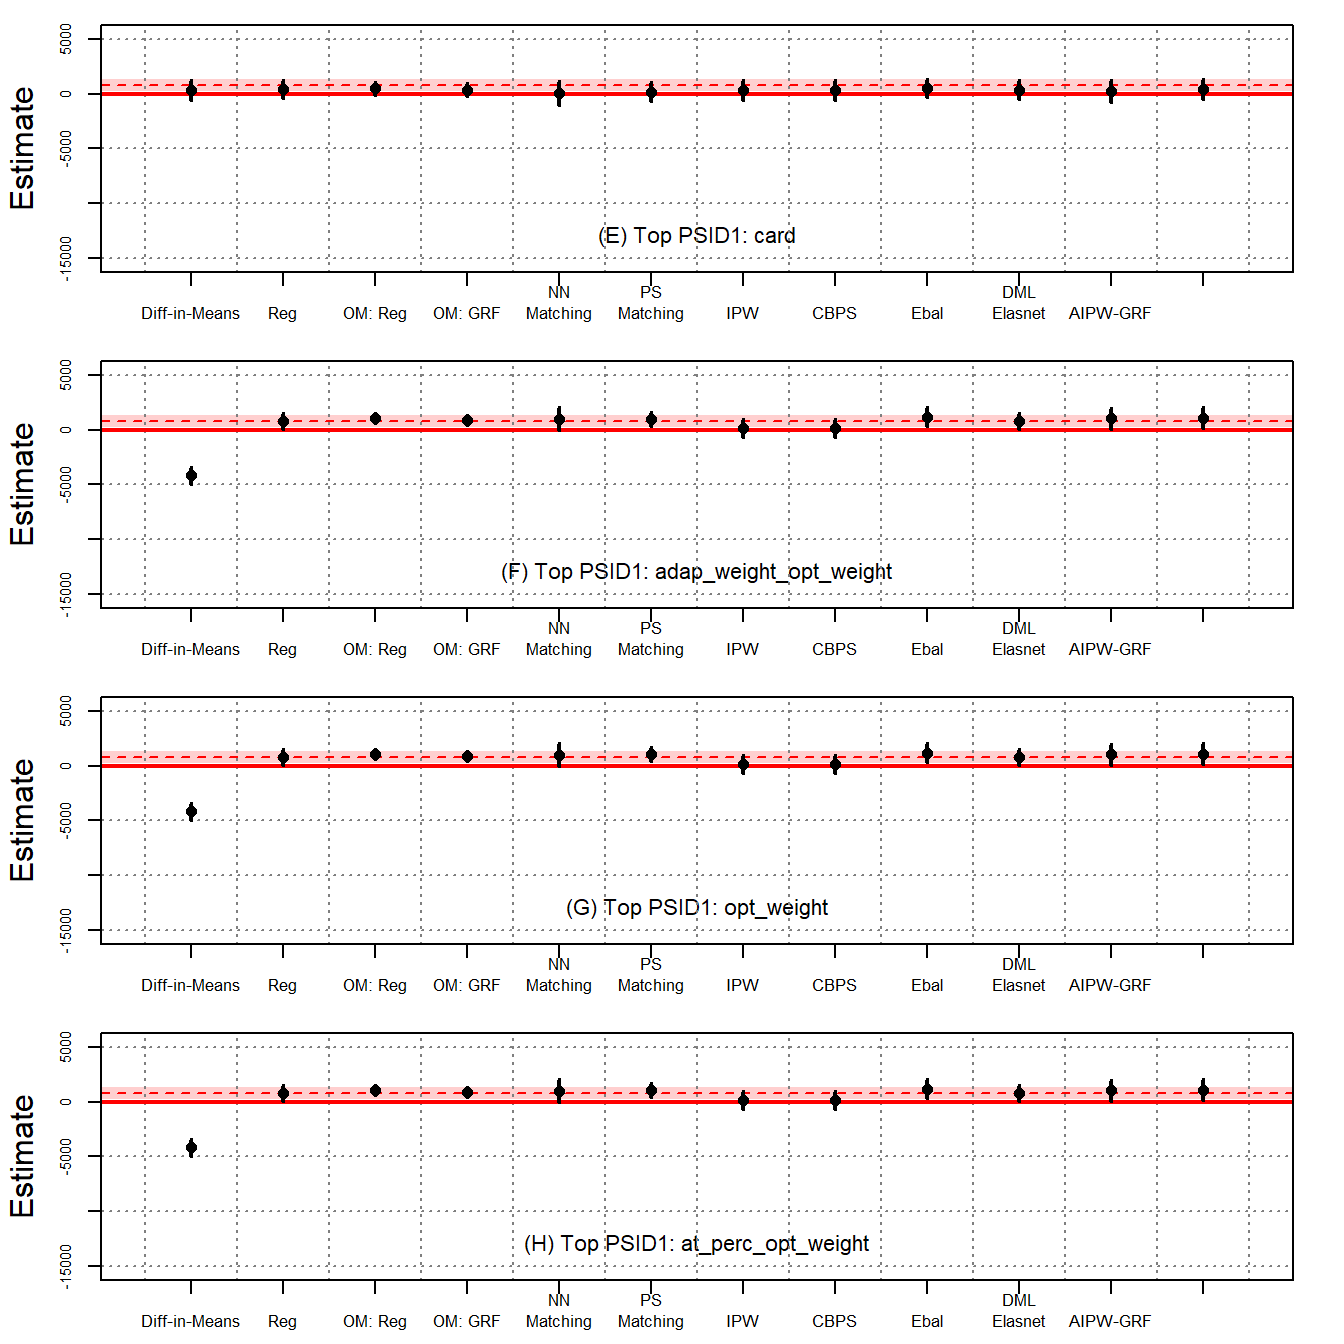 Estimate
5000
0
-5000
-15000
(E) Top PSID1: card
Diff-in-Means Reg OM: Reg OM: GRF NN Matching PS Matching IPW CBPS Ebal DML Elasnet AIPW-GRF
Estimate
5000
0
-5000
-15000
(F) Top PSID1: adap_weight_opt_weight
Diff-in-Means Reg OM: Reg OM: GRF NN Matching PS Matching IPW CBPS Ebal DML Elasnet AIPW-GRF
Estimate
5000
0
-5000
-15000
(G) Top PSID1: opt_weight
Diff-in-Means Reg OM: Reg OM: GRF NN Matching PS Matching IPW CBPS Ebal DML Elasnet AIPW-GRF
Estimate
5000
0
-5000
-15000
(H) Top PSID1: at_perc_opt_weight
Diff-in-Means Reg OM: Reg OM: GRF NN Matching PS Matching IPW CBPS Ebal DML Elasnet AIPW-GRF